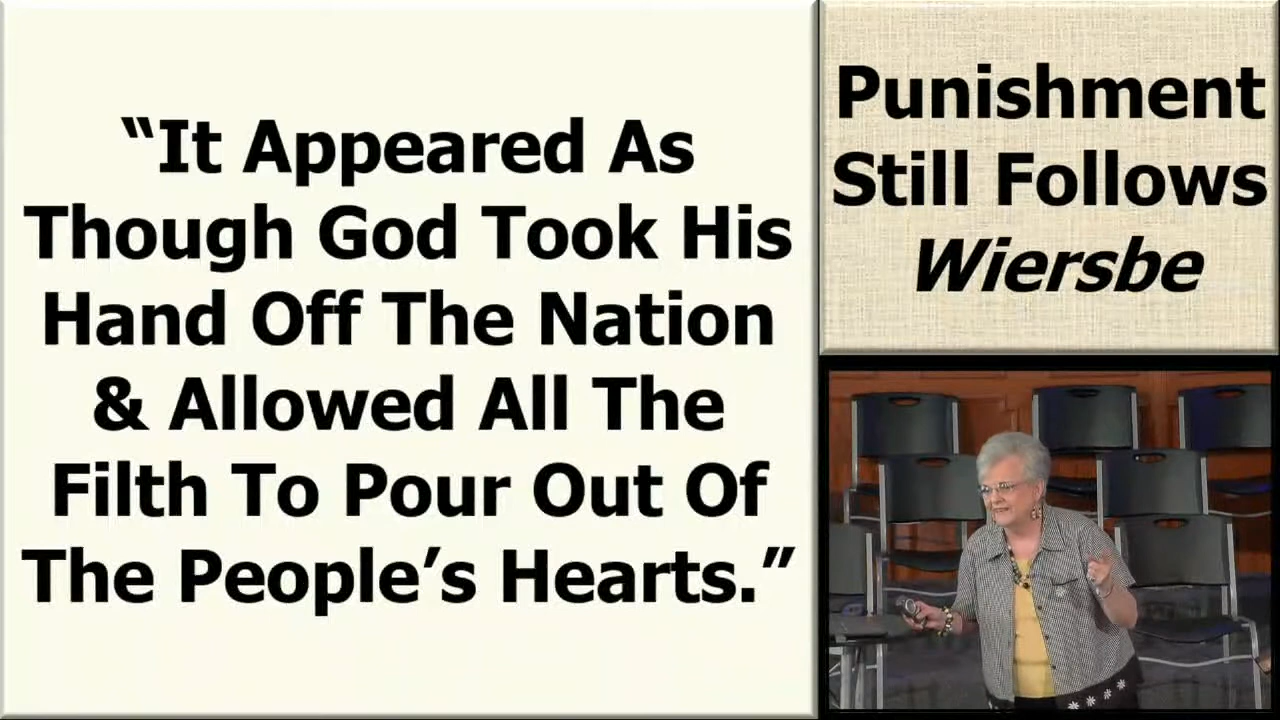 “It Appeared As
Though God Took His
Hand Off The Nation
& Allowed All The
Filth To Pour Out Of
The People’s Hearts.”
Punishment
Still Follows
Wiersbe